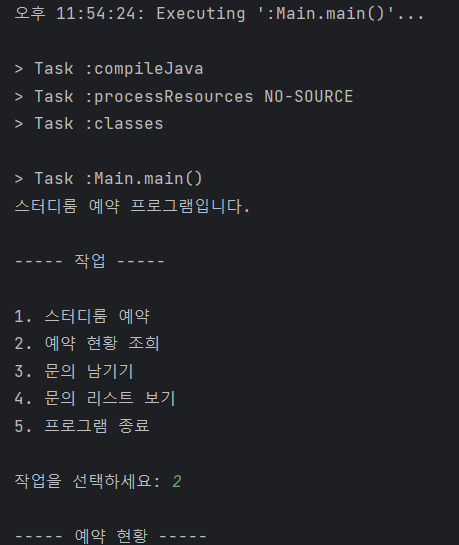 오후 11:54:24: Executing ':Main.main()'...
> Task :compileJava
> Task :processResources NO-SOURCE
> Task :classes
> Task :Main.main()
스터디룸 예약 프로그램입니다.
----- 작업 -----
1. 스터디룸 예약
2. 예약 현황 조희
3. 문의 남기기
4. 문의 리스트 보기
5. 프로그램 종료
작업을 선택하세요: 2
----- 예약 현황 -----